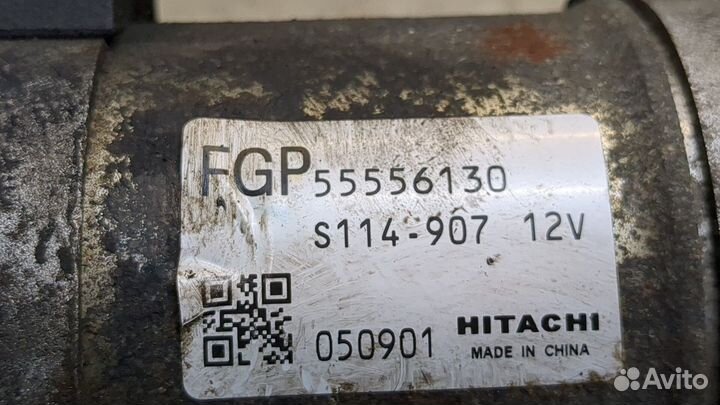 FGP 55556130
S114-907 12V
050901 HITACHI
MADE IN CHINA
Avito